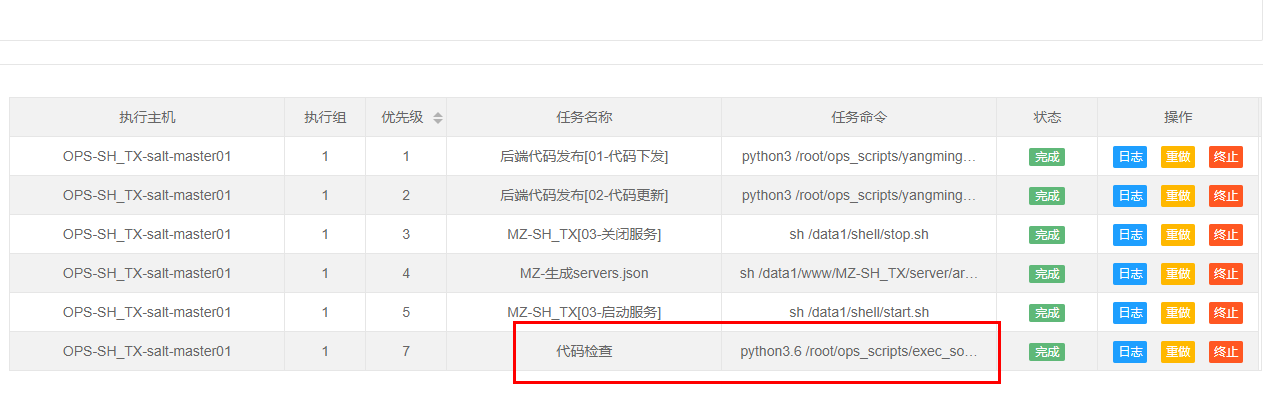 执行主机 执行组 优先级 任务名称 任务命令 状态 操作
OPS-SH_TX-salt-master01 1 1 后端代码发布[01-代码下发] python3 /root/ops_scripts/yangming… 完成 日志 重做 终止
OPS-SH_TX-salt-master01 1 2 后端代码发布[02-代码更新] python3 /root/ops_scripts/yangming… 完成 日志 重做 终止
OPS-SH_TX-salt-master01 1 3 MZ-SH_TX[03-关闭服务] sh /data1/shell/stop.sh 完成 日志 重做 终止
OPS-SH_TX-salt-master01 1 4 MZ-生成servers.json sh /data1/www/MZ-SH_TX/server/ar… 完成 日志 重做 终止
OPS-SH_TX-salt-master01 1 5 MZ-SH_TX[03-启动服务] sh /data1/shell/start.sh 完成 日志 重做 终止
OPS-SH_TX-salt-master01 1 7 代码检查 python3.6 /root/ops_scripts/exec_so… 完成 日志 重做 终止